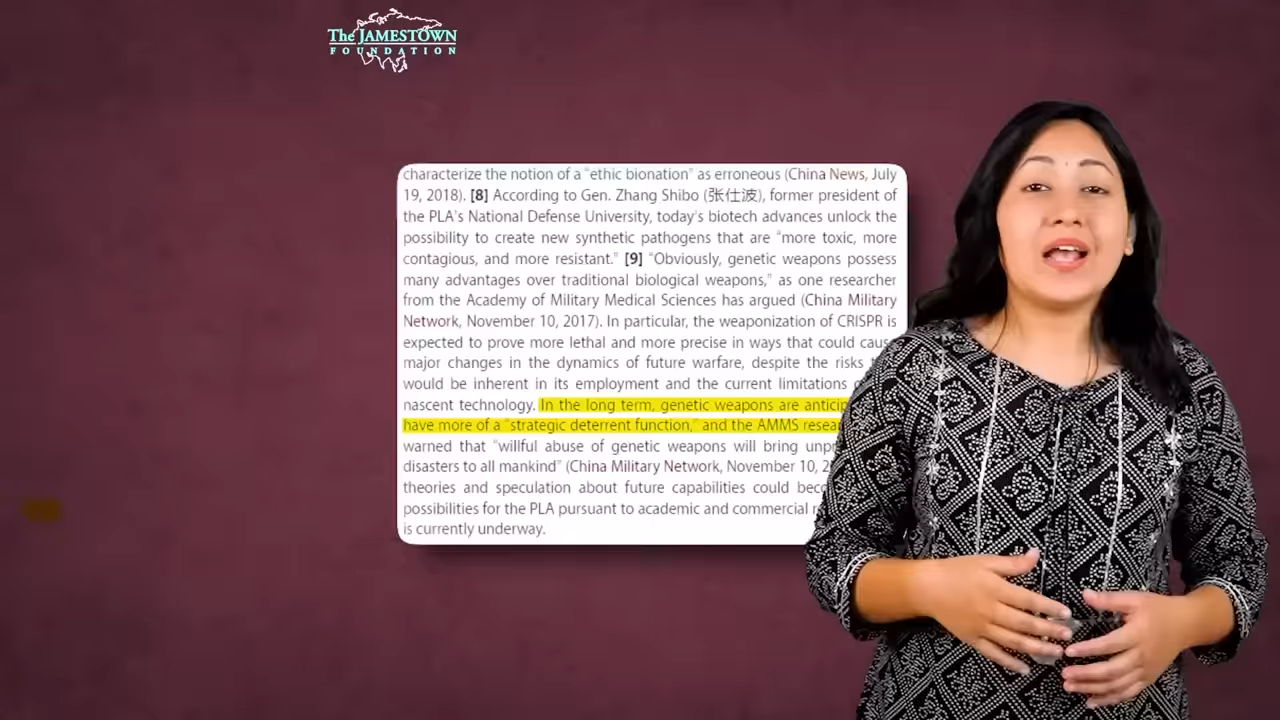 The JAMESTOWN
FOUNDATION
characterize the notion of a “ethic bionation” as erroneous (China News, July
19, 2018). [8] According to Gen. Zhang Shibo (张仕波), former president of
the PLA’s National Defense University, today’s biotech advances unlock the
possibility to create new synthetic pathogens that are “more toxic, more
contagious, and more resistant.” [9] “Obviously, genetic weapons possess
many advantages over traditional biological weapons,” as one researcher
from the Academy of Military Medical Sciences has argued (China Military
Network, November 10, 2017). In particular, the weaponization of CRISPR is
expected to prove more lethal and more precise in ways that could
major changes in the dynamics of future warfare, despite the risks
would be inherent in its employment and the current limitations
nascent technology. In the long term, genetic weapons are
have more of a “strategic deterrent function,” and the AMMS
warned that “willful abuse of genetic weapons will bring
disasters to all mankind” (China Military Network, November 10,
theories and speculation about future capabilities could
possibilities for the PLA pursuant to academic and commercial
is currently underway.